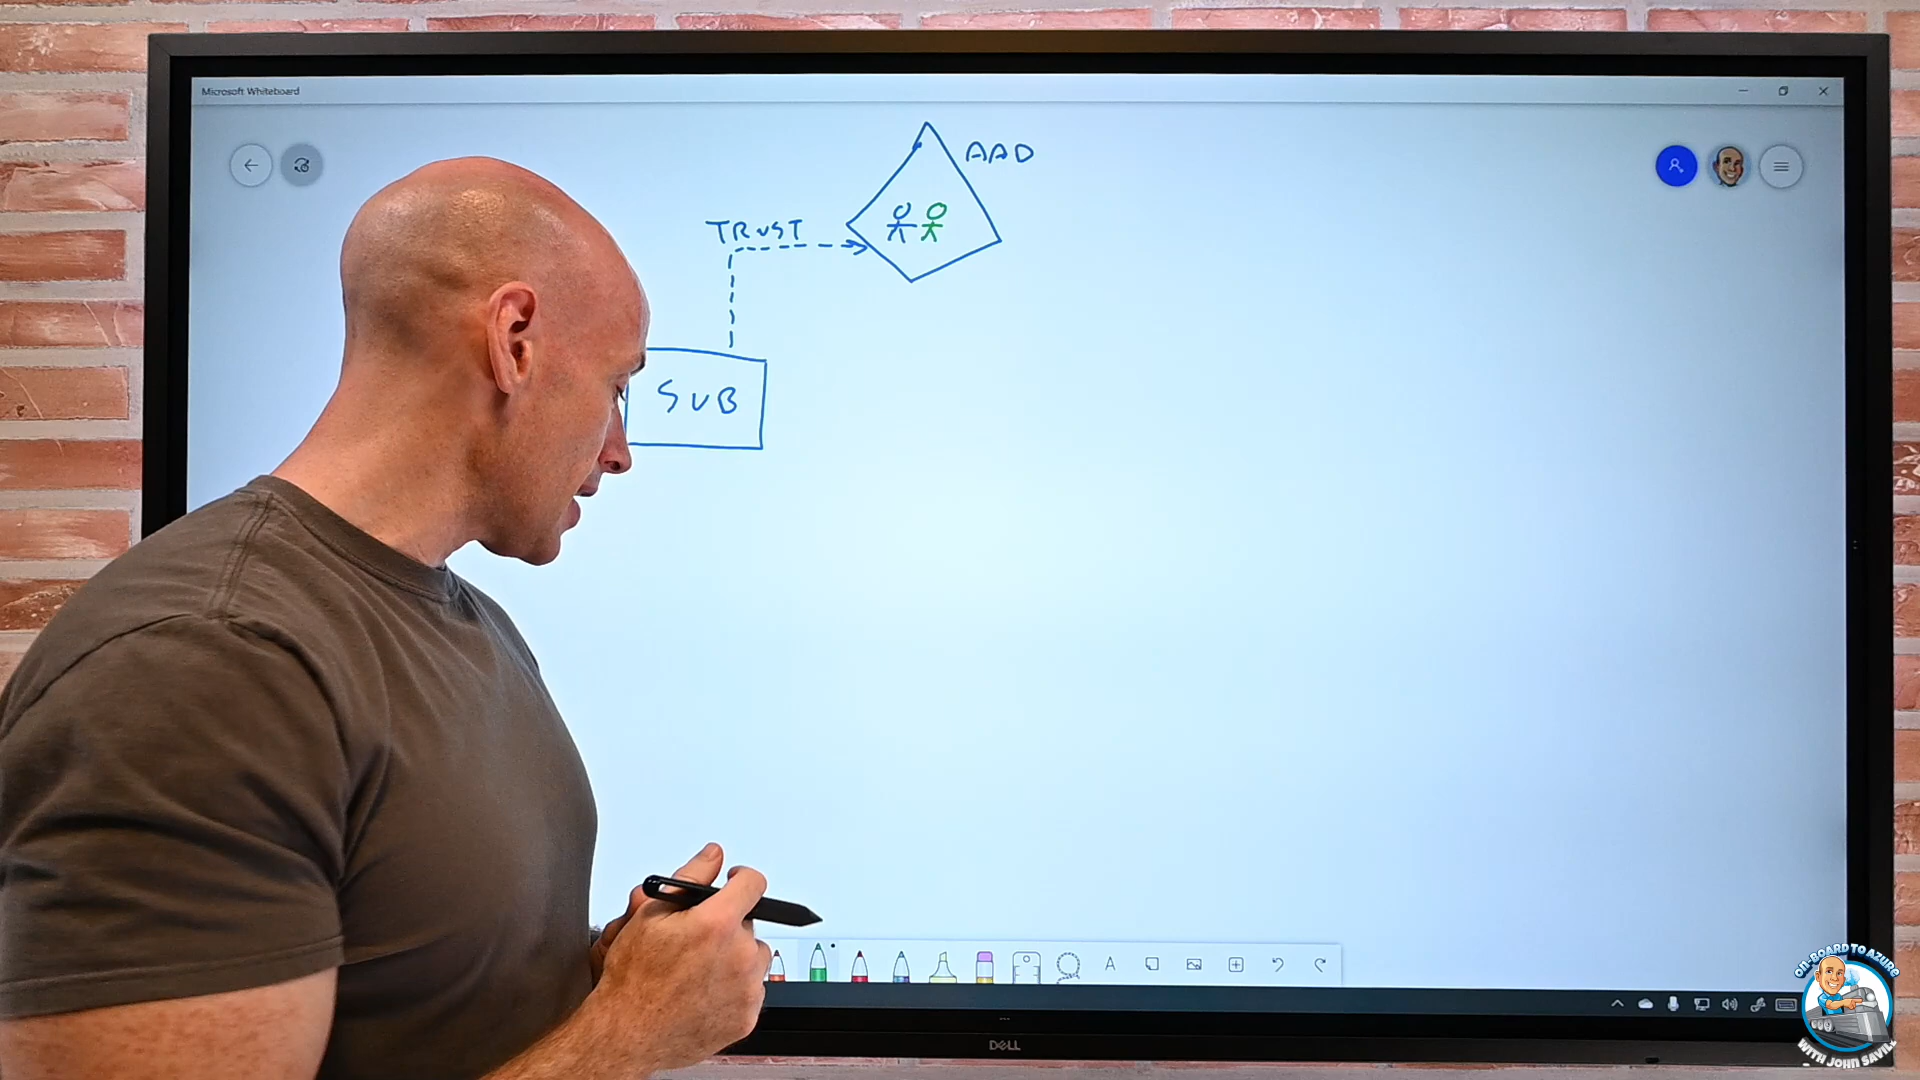 Microsoft Whiteboard
AAD
TRUST
SUB
A
DELL
ON-BOARD TO AZURE
WITH JOHN SAVILL